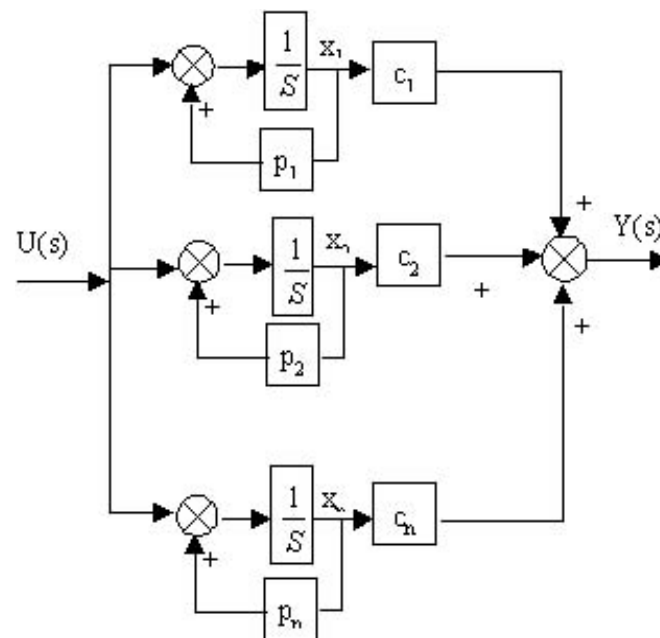 1
S
x₁
c₁
+
p₁
+
U(s)
Y(s)
1
S
c₂
+
+
+
p₂
1
S
cₙ
+
pₙ